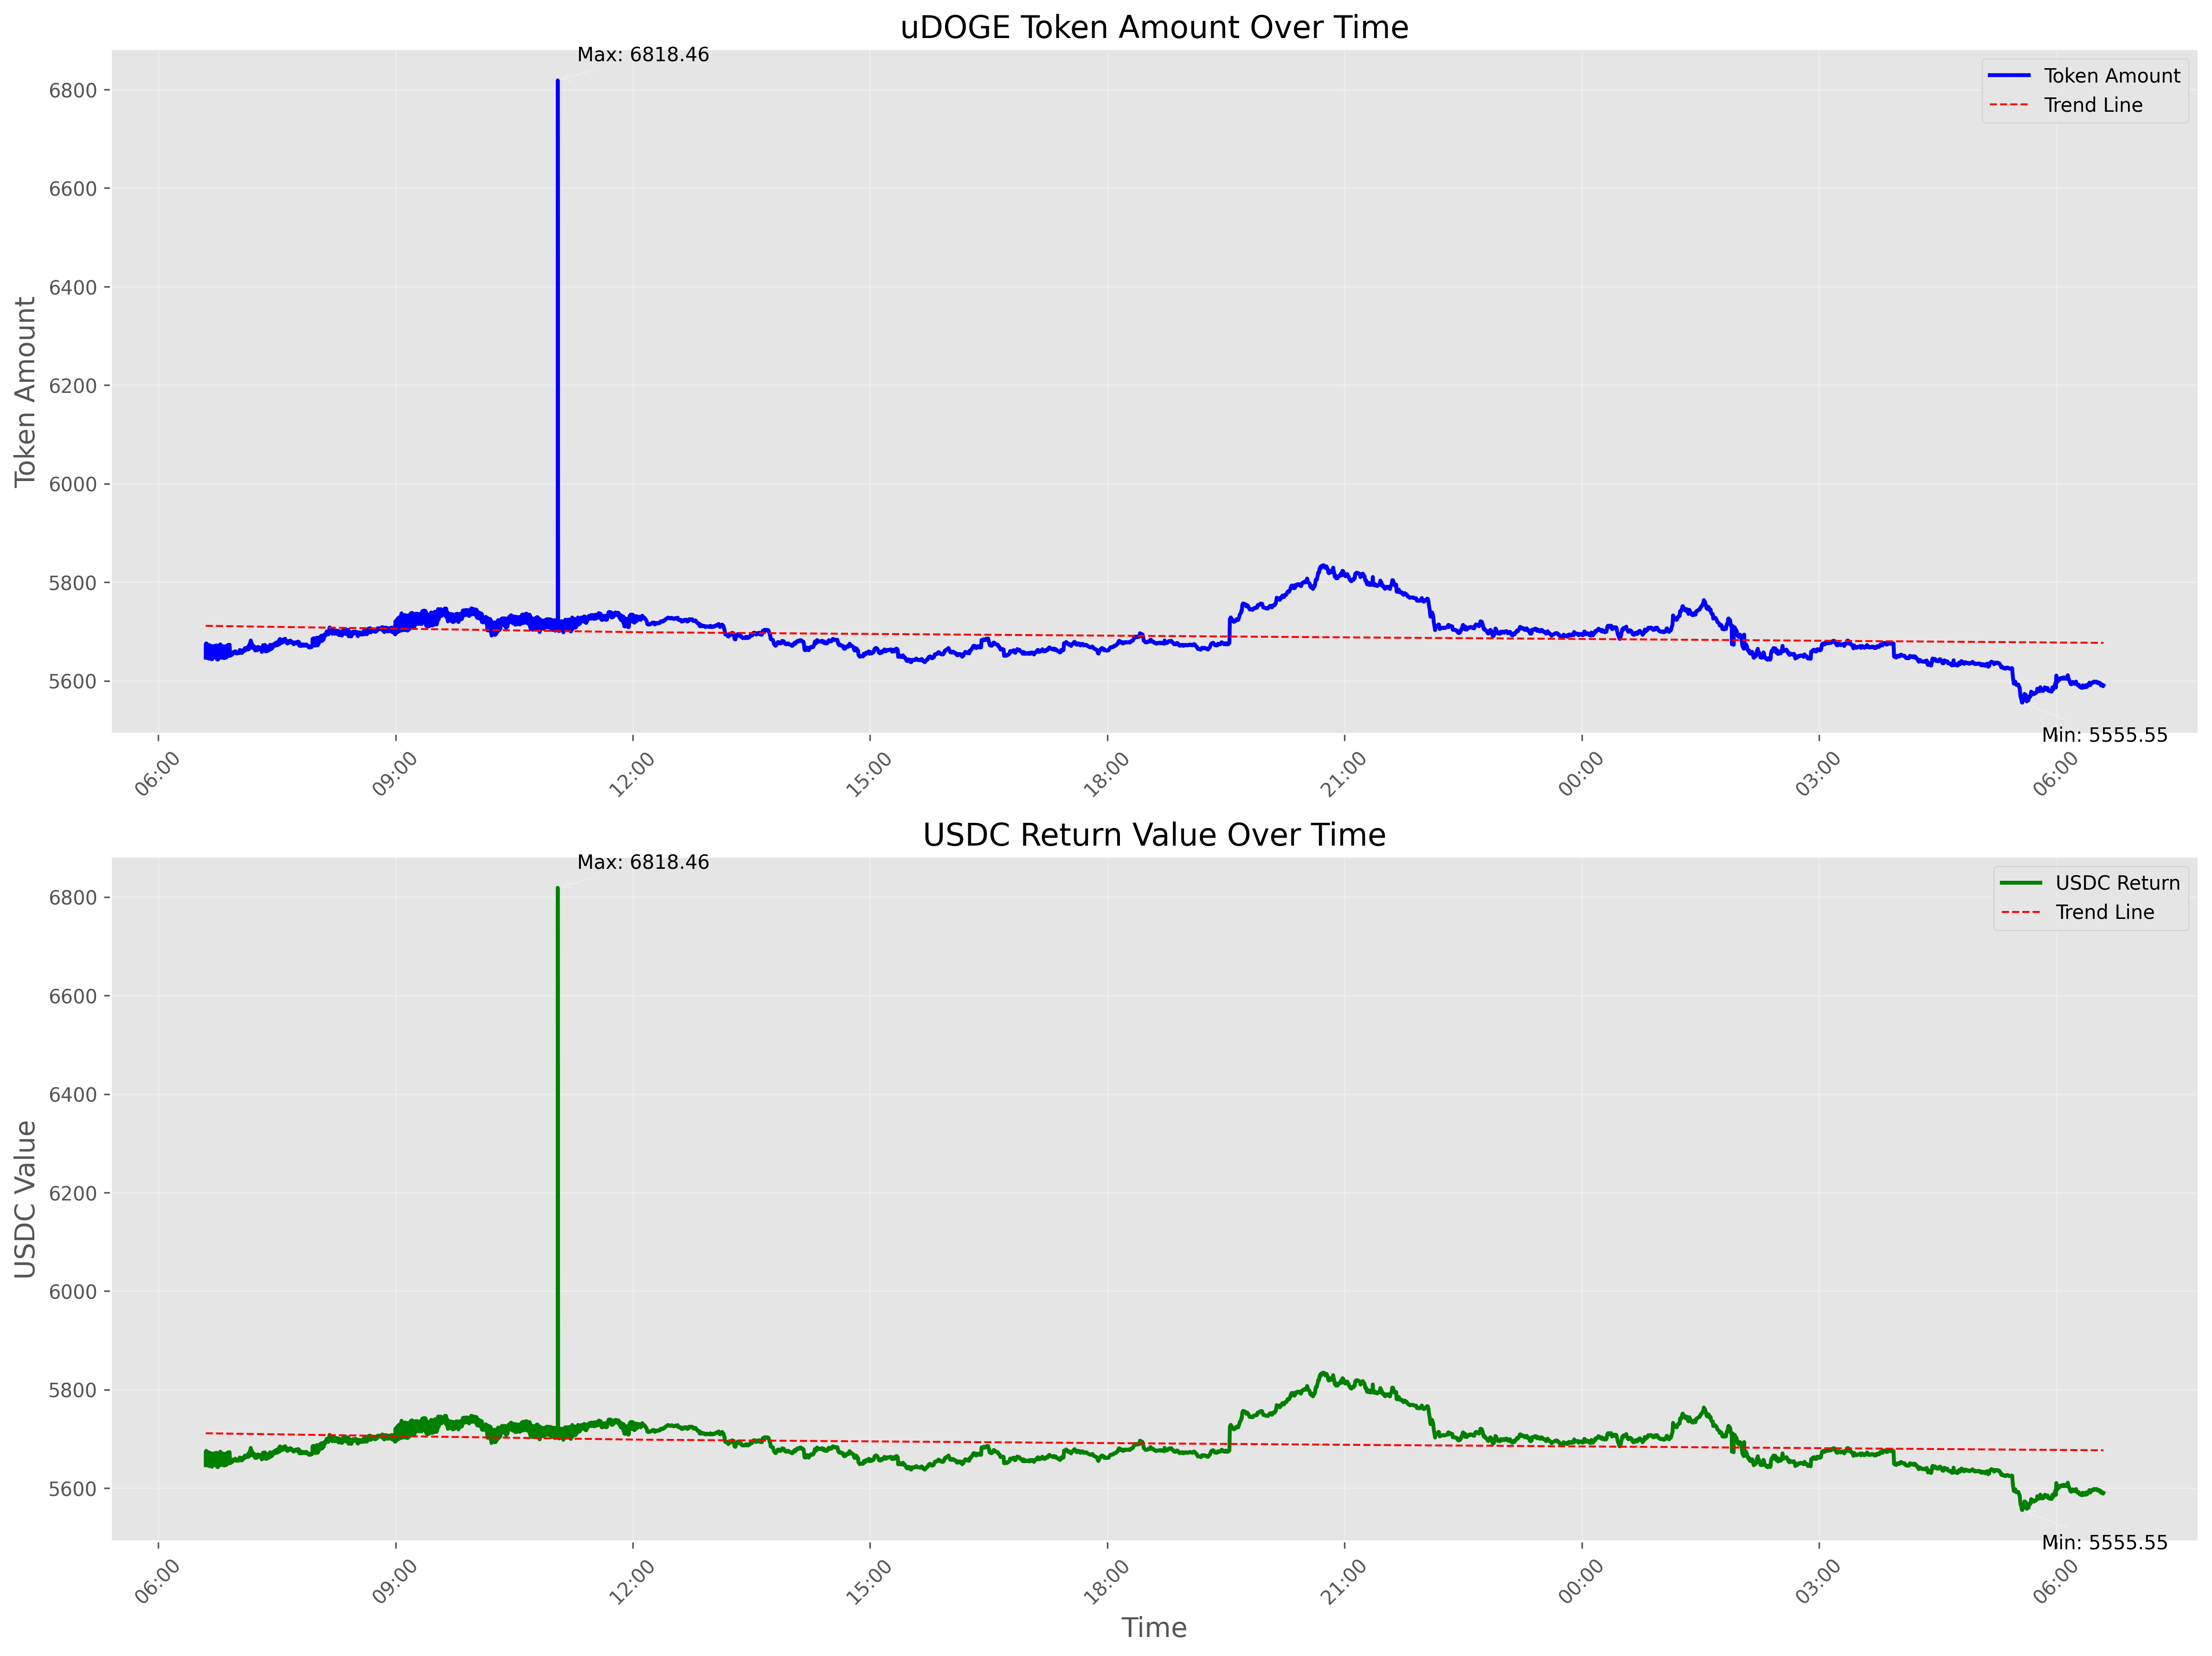 uDOGE Token Amount Over Time
Max: 6818.46
Token Amount
Trend Line
6800
6600
6400
6200
6000
5800
5600
Token Amount
Min: 5555.55
06:00 09:00 12:00 15:00 18:00 21:00 00:00 03:00 06:00
USDC Return Value Over Time
Max: 6818.46
USDC Return
Trend Line
6800
6600
6400
6200
6000
5800
5600
USDC Value
Min: 5555.55
06:00 09:00 12:00 15:00 18:00 21:00 00:00 03:00 06:00
Time